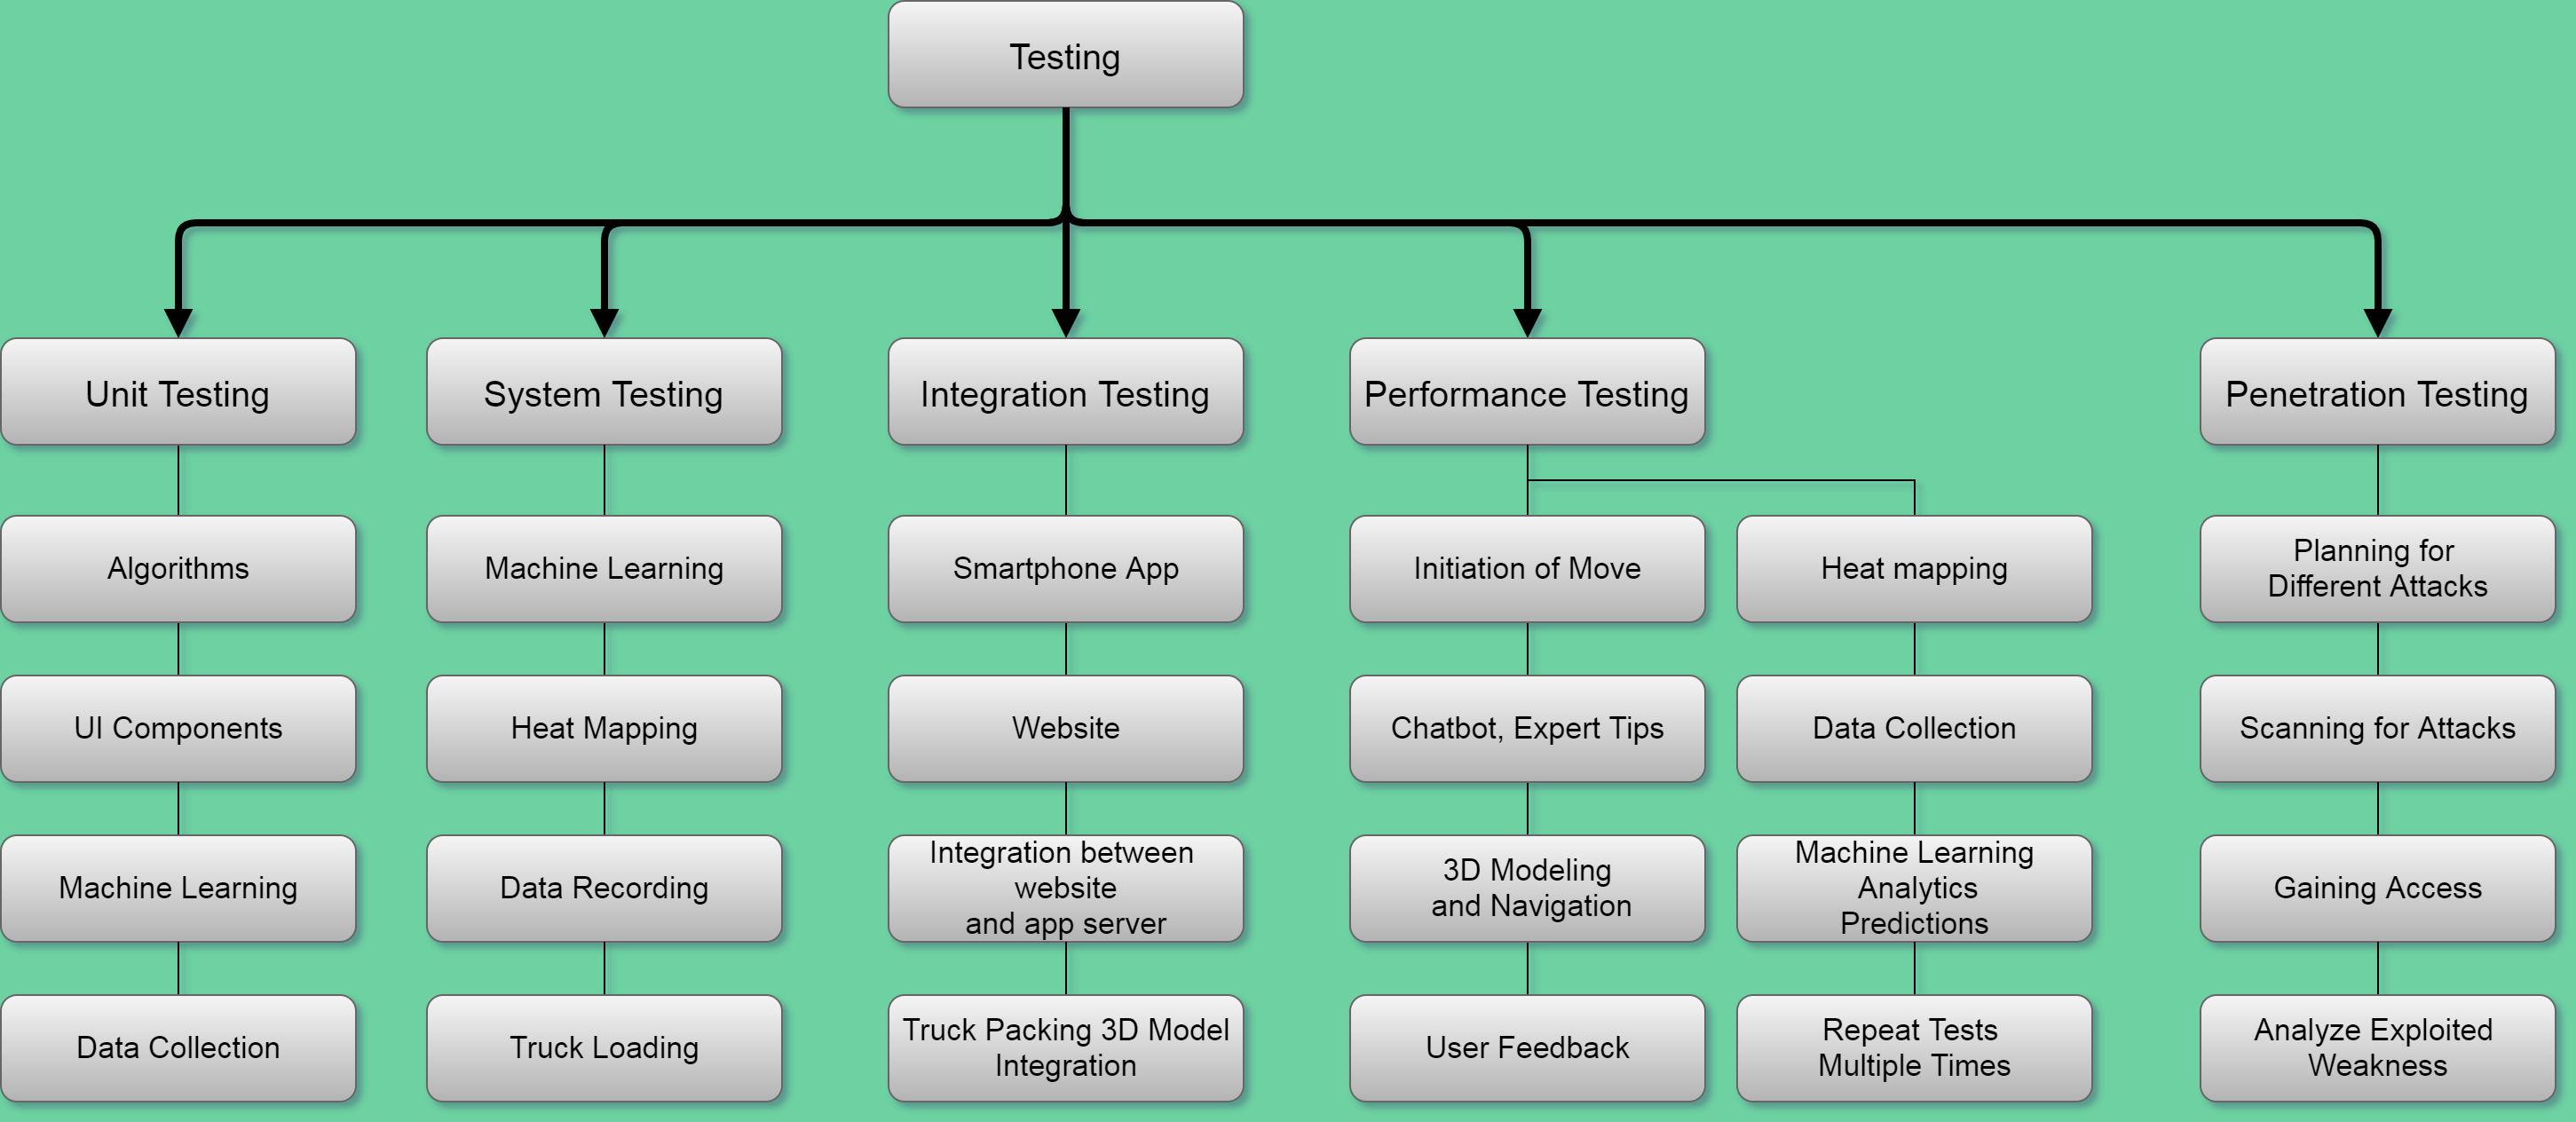 Testing
Unit Testing
System Testing
Integration Testing
Performance Testing
Penetration Testing
Algorithms
Machine Learning
Smartphone App
Initiation of Move
Heat mapping
Planning for
Different Attacks
UI Components
Heat Mapping
Website
Chatbot, Expert Tips
Data Collection
Scanning for Attacks
Machine Learning
Data Recording
Integration between
website
and app server
3D Modeling
and Navigation
Machine Learning
Analytics
Predictions
Gaining Access
Data Collection
Truck Loading
Truck Packing 3D Model
Integration
User Feedback
Repeat Tests
Multiple Times
Analyze Exploited
Weakness